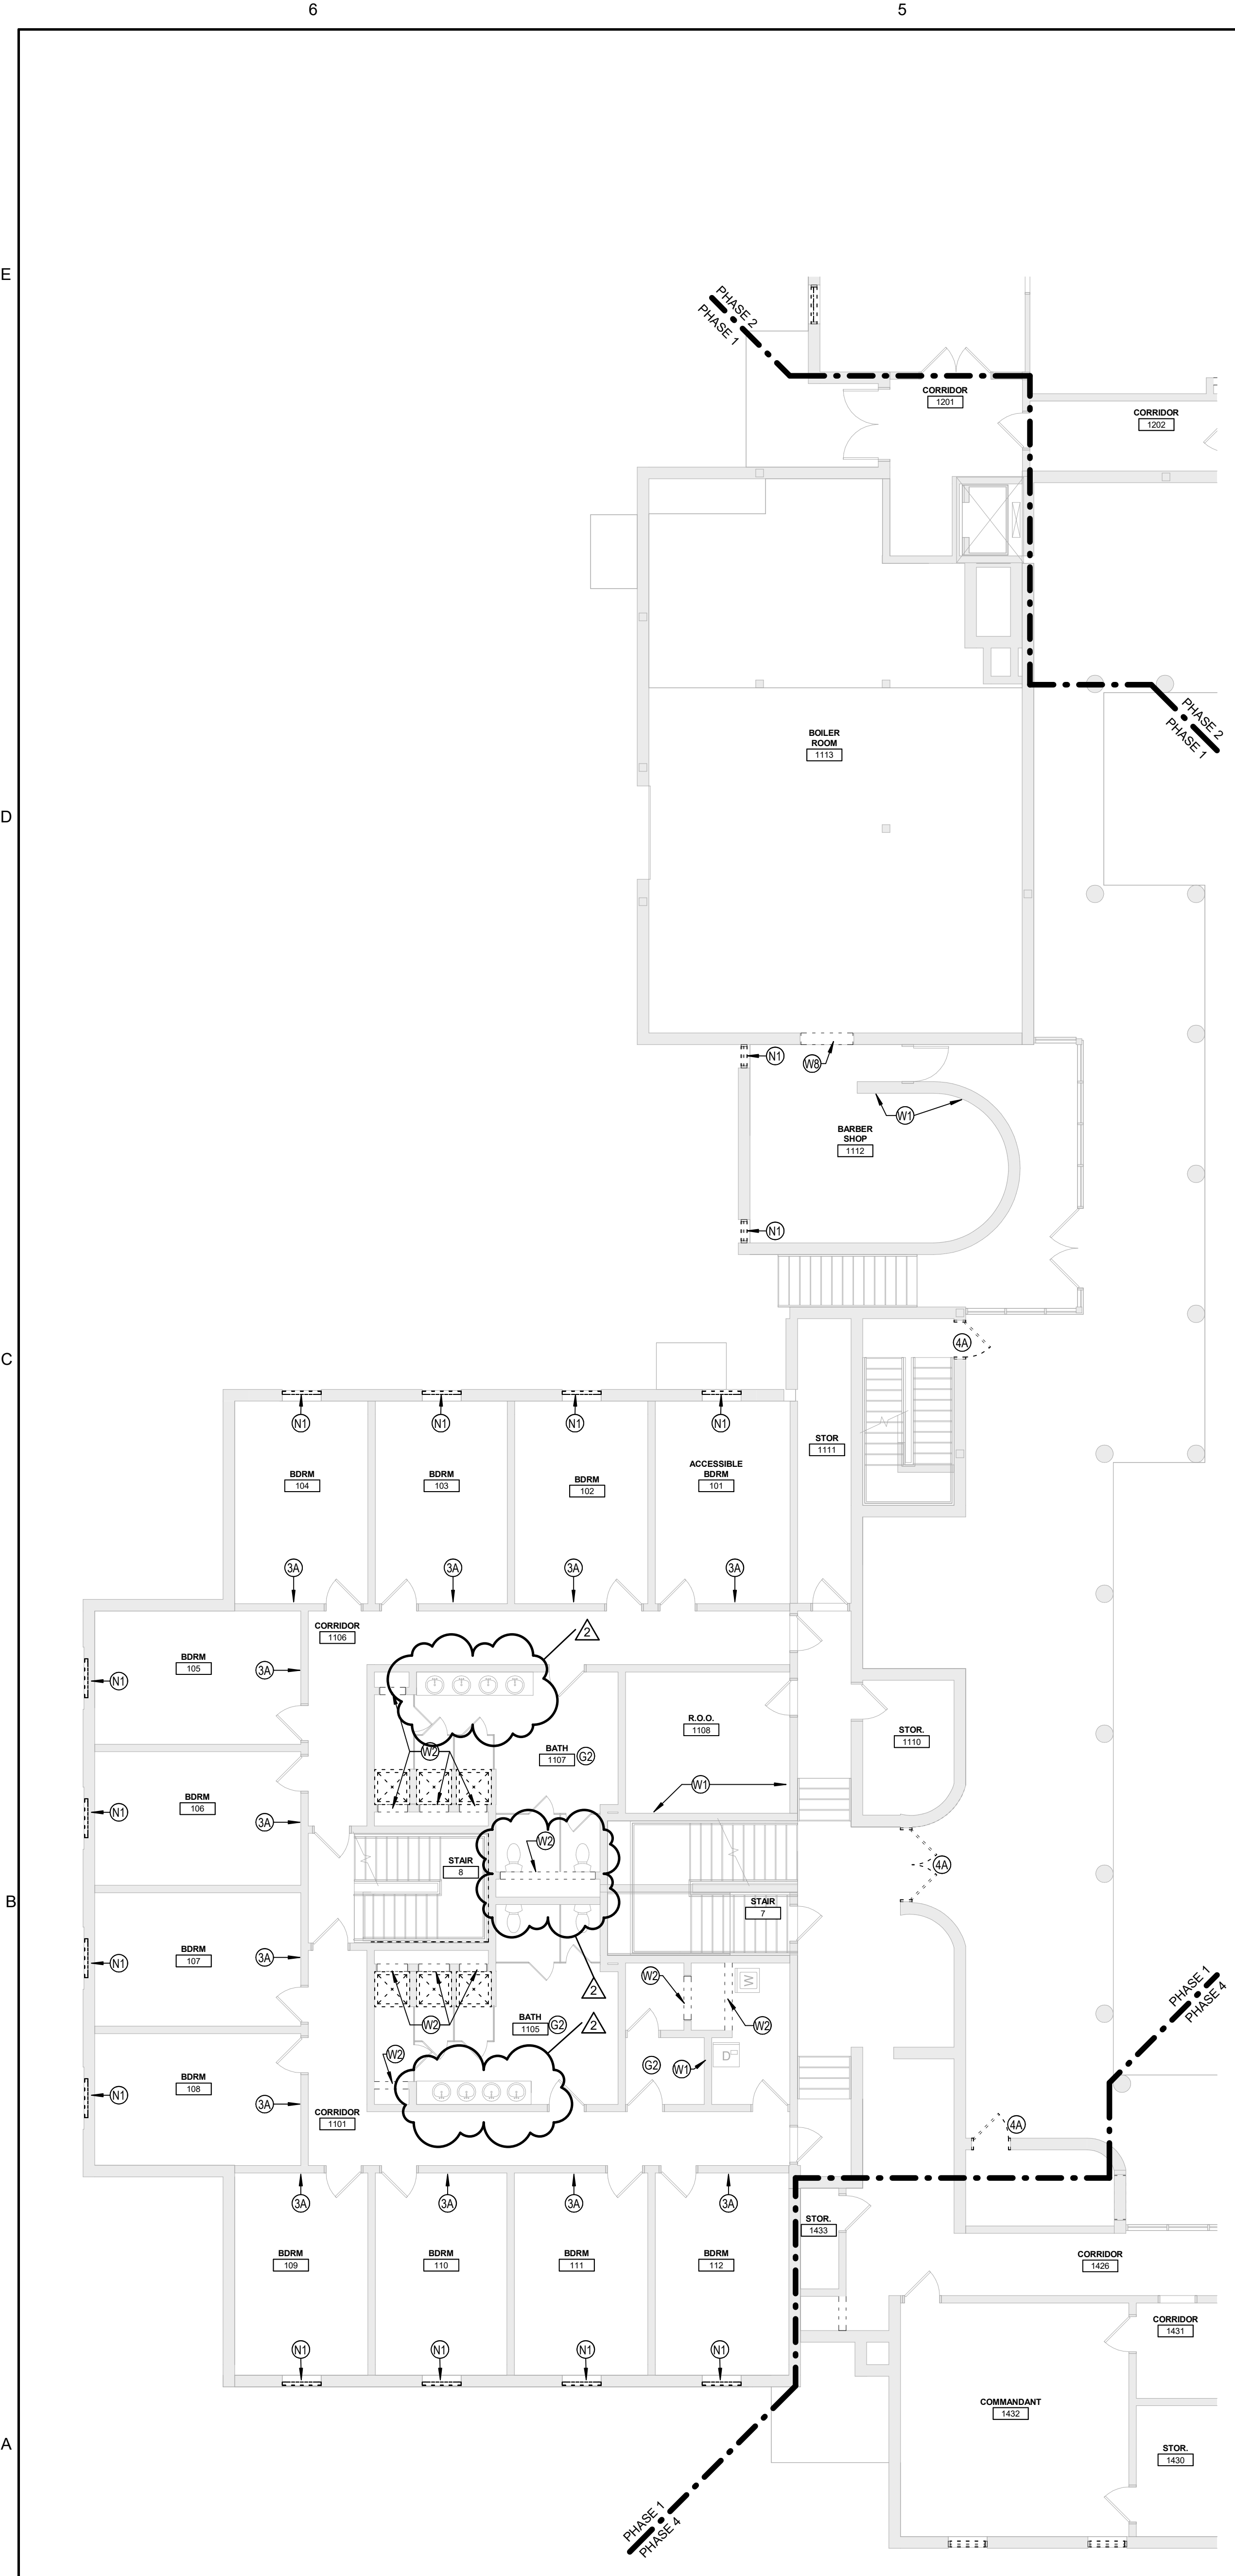 6
5
E
PHASE 2
PHASE 1
CORRIDOR
1201
CORRIDOR
1202
PHASE 2
PHASE 1
BOILER
ROOM
1113
D
N1
W8
W1
BARBER
SHOP
1112
N1
4A
C
N1
N1
N1
N1
STOR
1111
BDRM
104
BDRM
103
BDRM
102
ACCESSIBLE
BDRM
101
3A
3A
3A
3A
CORRIDOR
1106
2
BDRM
105
3A
N1
R.O.O.
1108
STOR.
1110
BATH
1107
G2
W2
W1
BDRM
106
N1
3A
W2
STAIR
8
4A
B
STAIR
7
BDRM
107
N1
3A
W2
W
2
W2
BATH
1105
G2
2
W2
W2
G2
W1
D
BDRM
108
N1
3A
CORRIDOR
1101
PHASE 1
PHASE 4
4A
3A
3A
3A
3A
STOR.
1433
BDRM
109
BDRM
110
BDRM
111
BDRM
112
CORRIDOR
1426
CORRIDOR
1431
N1
N1
N1
N1
COMMANDANT
1432
A
STOR.
1430
PHASE 1
PHASE 4